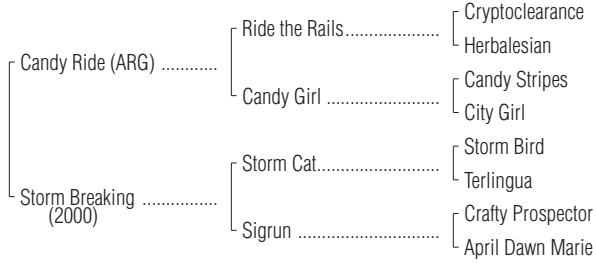 Cryptoclearance
Ride the Rails....................
Herbalesian
Candy Ride (ARG) ...........
Candy Stripes
Candy Girl .......................
City Girl
Storm Bird
Storm Cat.........................
Terlingua
Storm Breaking ...............
(2000)
Crafty Prospector
Sigrun .............................
April Dawn Marie